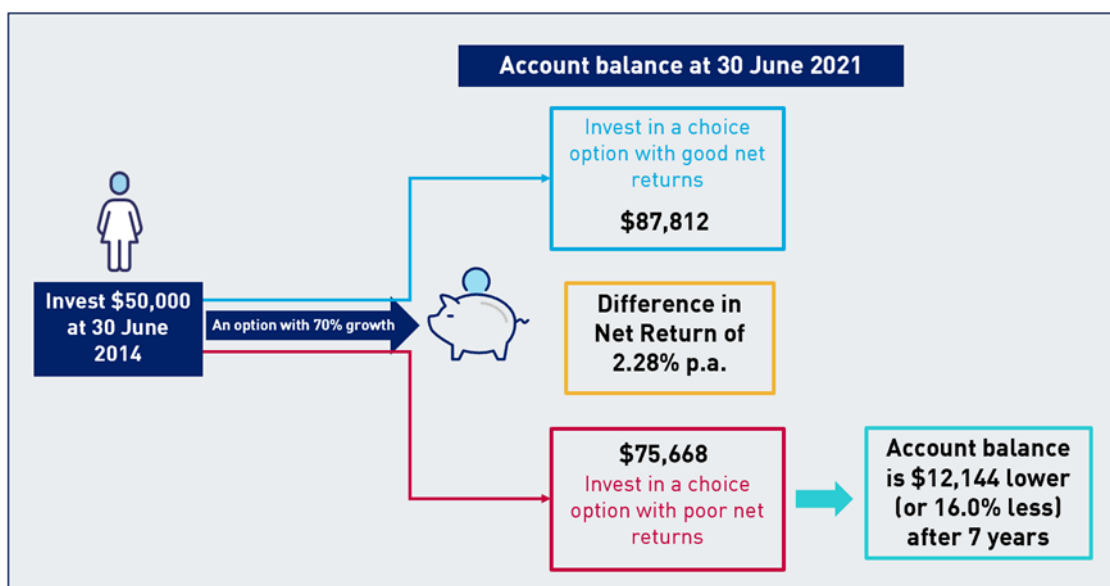 Account balance at 30 June 2021
Invest in a choice
option with good net
returns
$87,812
Invest $50,000
at 30 June
2014
An option with 70% growth
Difference in
Net Return of
2.28% p.a.
$75,668
Invest in a choice
option with poor net
returns
Account balance
is $12,144 lower
(or 16.0% less)
after 7 years